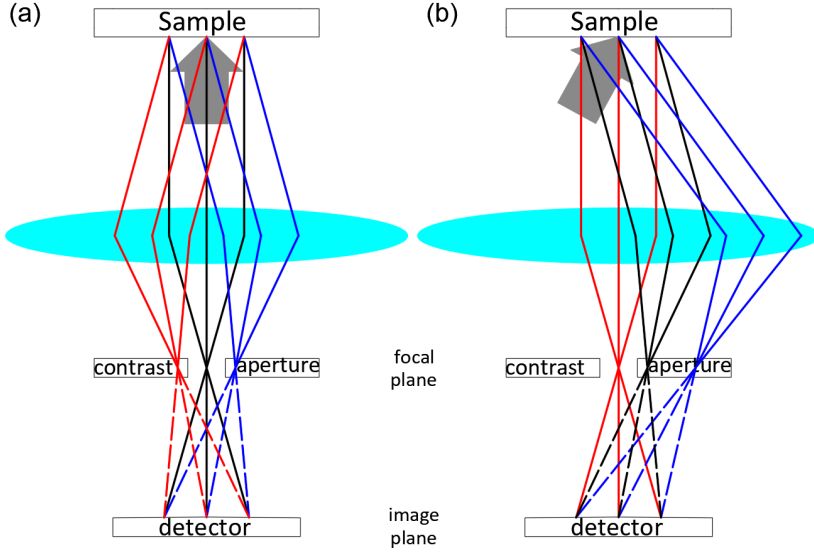 (a)
Sample
contrast
aperture
detector
focal
plane
image
plane
(b)
Sample
contrast
aperture
detector